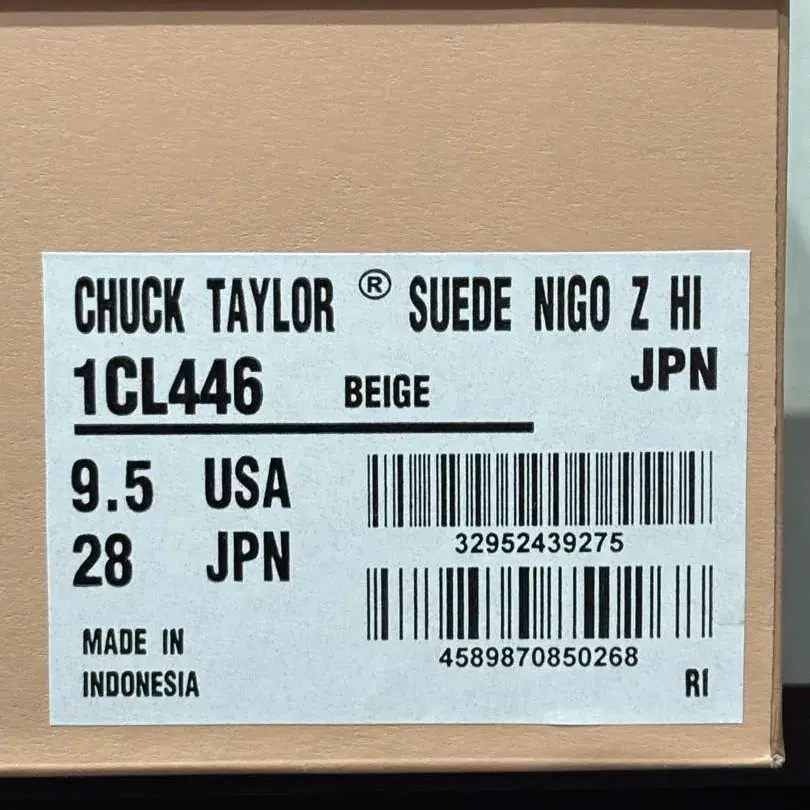 CHUCK TAYLOR ® SUEDE NIGO Z HI
1CL446 BEIGE JPN
9.5 USA
28 JPN
32952439275
4589870850268
MADE IN
INDONESIA
RI